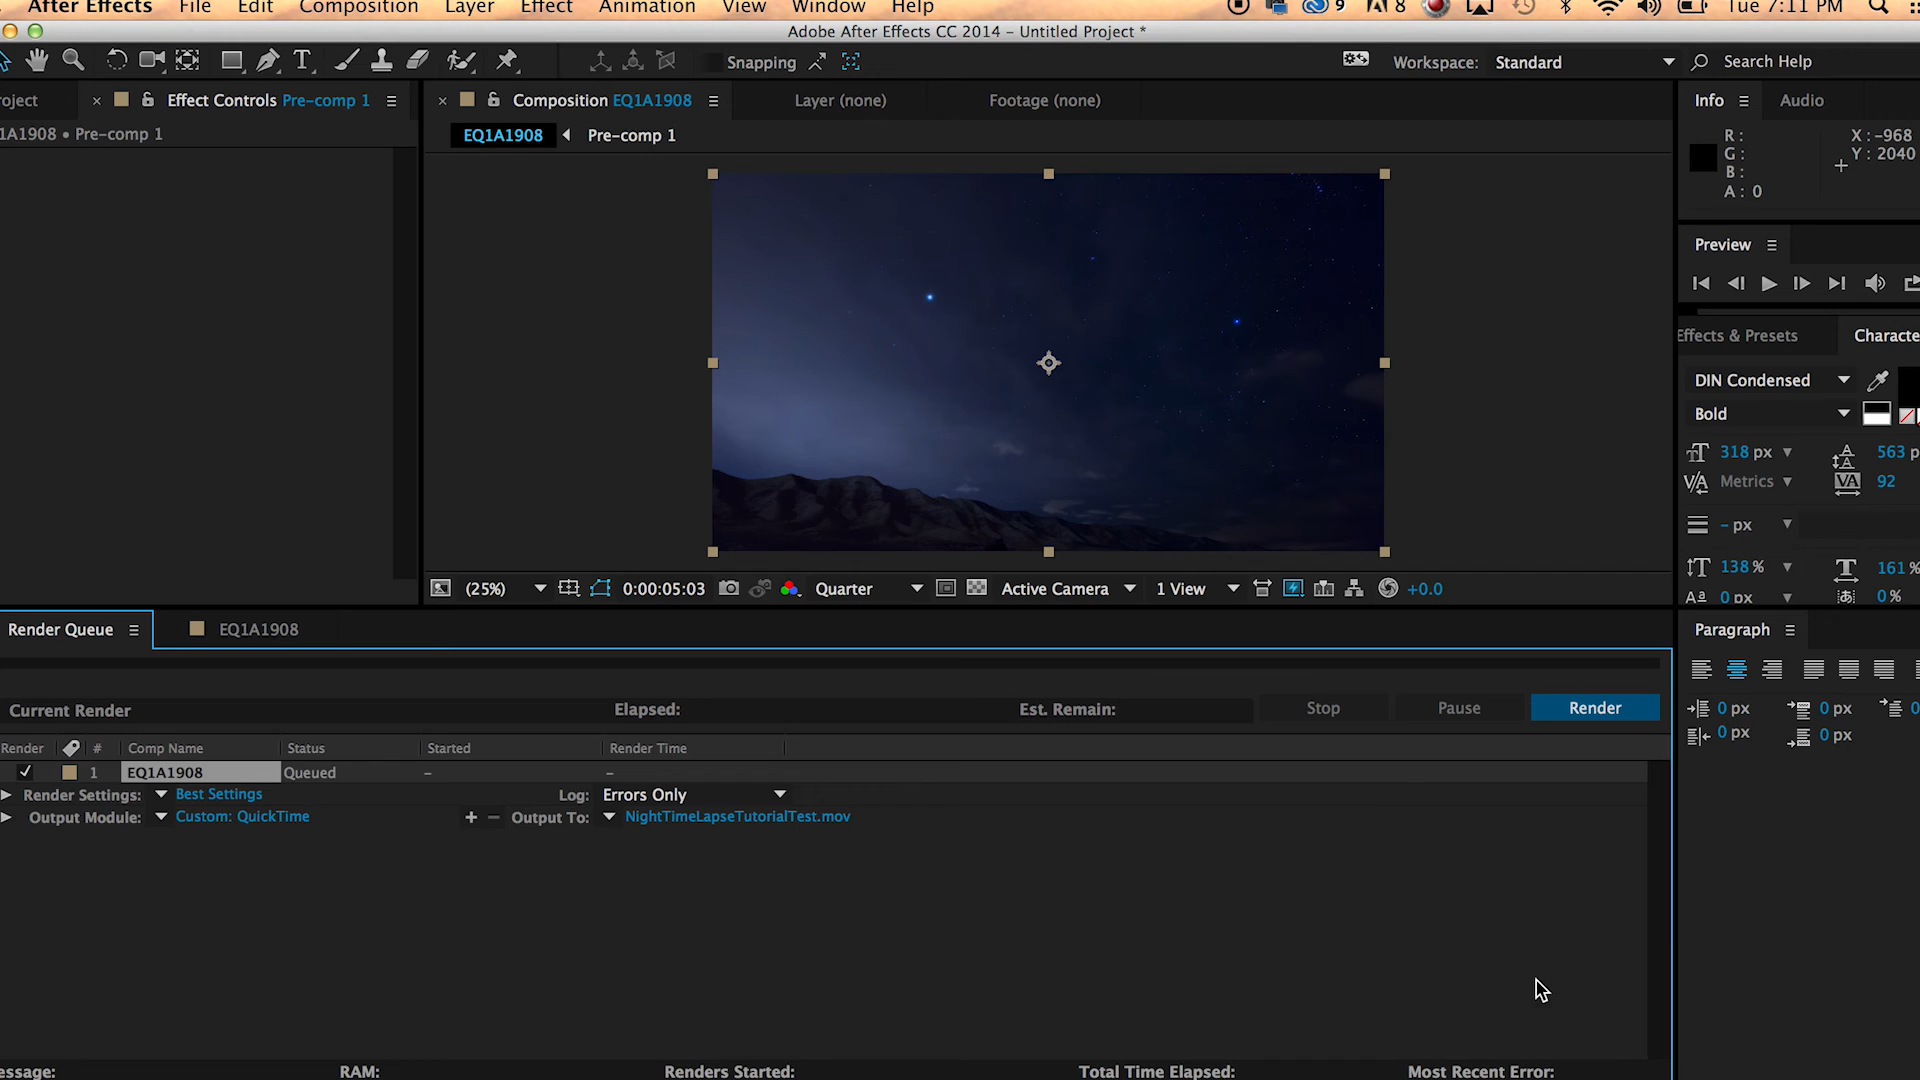 After Effects File Edit Composition Layer Effect Animation View Window Help 9 8 Tue 7:11 PM
Adobe After Effects CC 2014 - Untitled Project *
Snapping Workspace: Standard Search Help
roject Effect Controls Pre-comp 1 Composition EQ1A1908 Layer (none) Footage (none) Info Audio
1A1908 • Pre-comp 1 EQ1A1908 Pre-comp 1
R: X: -968
G: Y: 2040
B:
A: 0
Preview
Effects & Presets Characte
DIN Condensed
Bold
318 px 563 p
Metrics 92
- px
138 % 161 %
0 px 0 %
(25%) 0:00:05:03 Quarter Active Camera 1 View +0.0
Render Queue EQ1A1908 Paragraph
Current Render Elapsed: Est. Remain: Stop Pause Render
0 px 0 px 0
0 px 0 px
Render # Comp Name Status Started Render Time
1 EQ1A1908 Queued - -
Render Settings: Best Settings Log: Errors Only
Output Module: Custom: QuickTime + - Output To: NightTimeLapseTutorialTest.mov
essage: RAM: Renders Started: Total Time Elapsed: Most Recent Error: